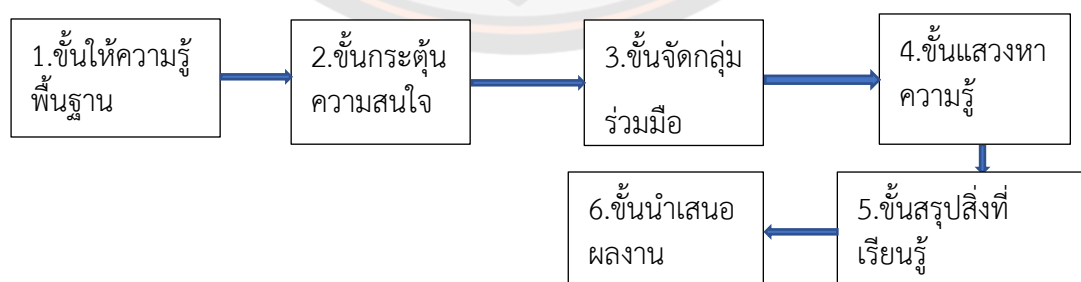 1.ขั้นให้ความรู้
พื้นฐาน
2.ขั้นกระตุ้น
ความสนใจ
3.ขั้นจัดกลุ่ม
ร่วมมือ
4.ขั้นแสวงหา
ความรู้
5.ขั้นสรุปสิ่งที่
เรียนรู้
6.ขั้นนำเสนอ
ผลงาน